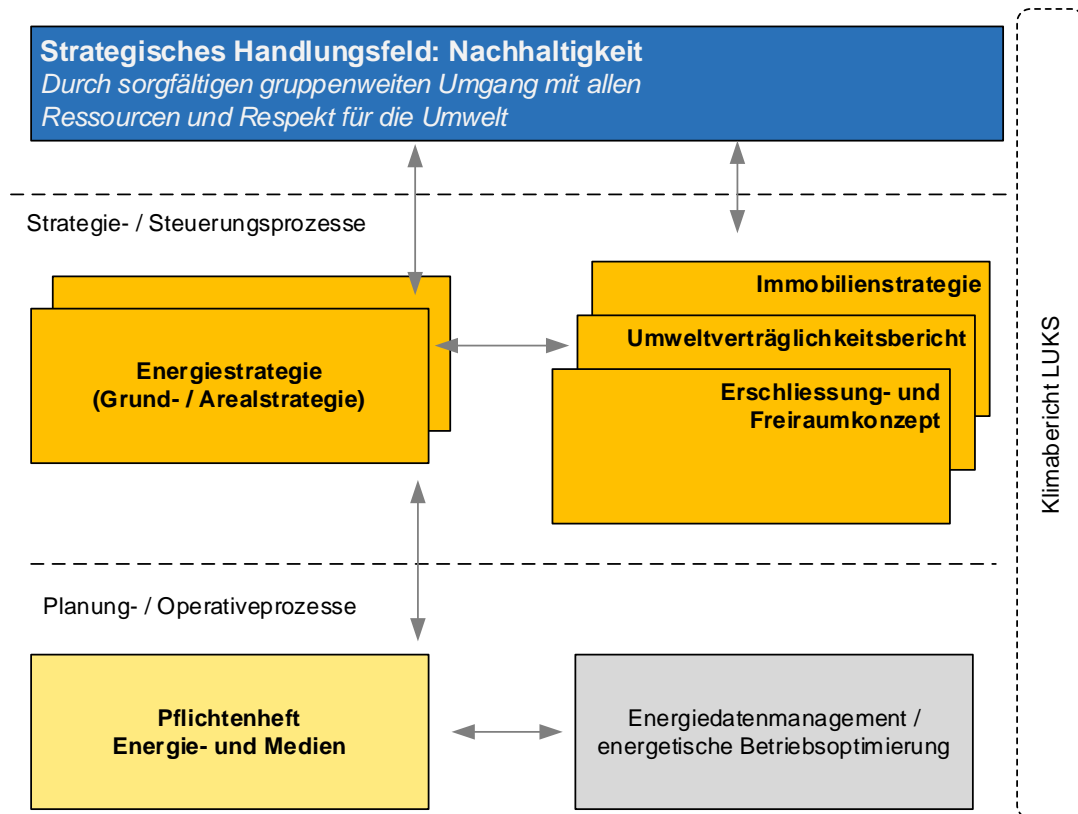 Strategisches Handlungsfeld: Nachhaltigkeit
Durch sorgfältigen gruppenweiten Umgang mit allen
Ressourcen und Respekt für die Umwelt
Strategie- / Steuerungsprozesse
Energiestrategie
(Grund- / Arealstrategie)
Immobilienstrategie
Umweltverträglichkeitsbericht
Erschliessung- und
Freiraumkonzept
Planung- / Operativeprozesse
Pflichtenheft
Energie- und Medien
Energiedatenmanagement /
energetische Betriebsoptimierung
Klimabericht LUKS